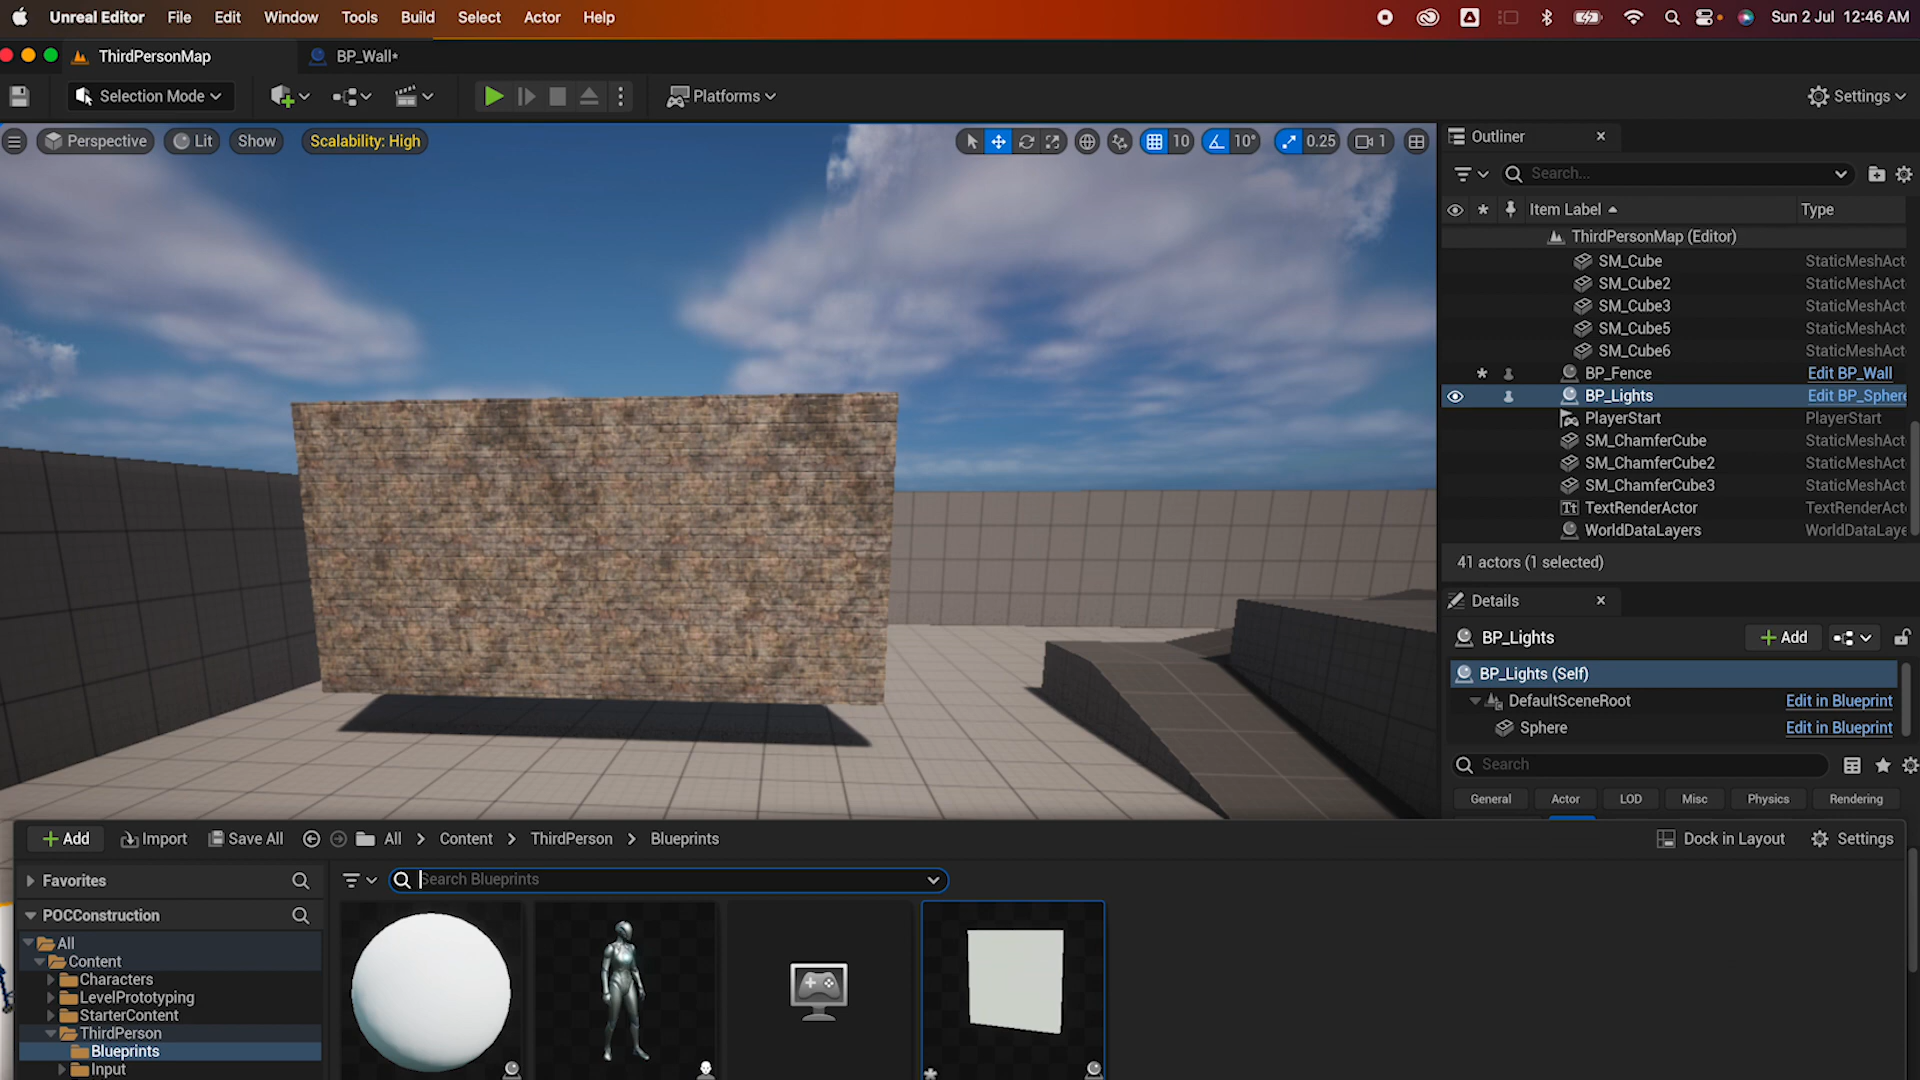 Unreal Editor File Edit Window Tools Build Select Actor Help Sun 2 Jul 12:46 AM
ThirdPersonMap BP_Wall*
Selection Mode Platforms Settings
Perspective Lit Show Scalability: High 10 10° 0.25 1
Outliner
Search...
Item Label Type
ThirdPersonMap (Editor)
SM_Cube StaticMeshAct
SM_Cube2 StaticMeshAct
SM_Cube3 StaticMeshAct
SM_Cube5 StaticMeshAct
SM_Cube6 StaticMeshAct
BP_Fence Edit BP_Wall
BP_Lights Edit BP_Sphere
PlayerStart PlayerStart
SM_ChamferCube StaticMeshAct
SM_ChamferCube2 StaticMeshAct
SM_ChamferCube3 StaticMeshAct
TextRenderActor TextRenderAct
WorldDataLayers WorldDataLaye
41 actors (1 selected)
Details
BP_Lights Add
BP_Lights (Self)
DefaultSceneRoot Edit in Blueprint
Sphere Edit in Blueprint
Search
General Actor LOD Misc Physics Rendering
Add Import Save All All Content ThirdPerson Blueprints Dock in Layout Settings
Favorites
Search Blueprints
POCConstruction
All
Content
Characters
LevelPrototyping
StarterContent
ThirdPerson
Blueprints
Input